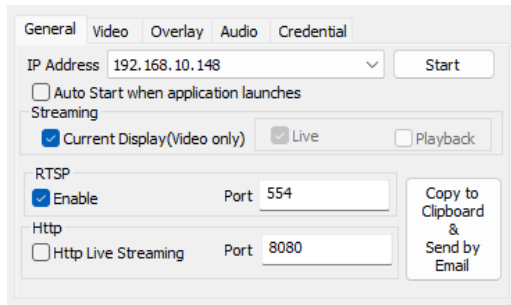 General Video Overlay Audio Credential
IP Address 192.168.10.148 Start
Auto Start when application launches
Streaming
Current Display(Video only) Live Playback
RTSP
Enable Port 554
Http
Http Live Streaming Port 8080
Copy to
Clipboard
&
Send by
Email